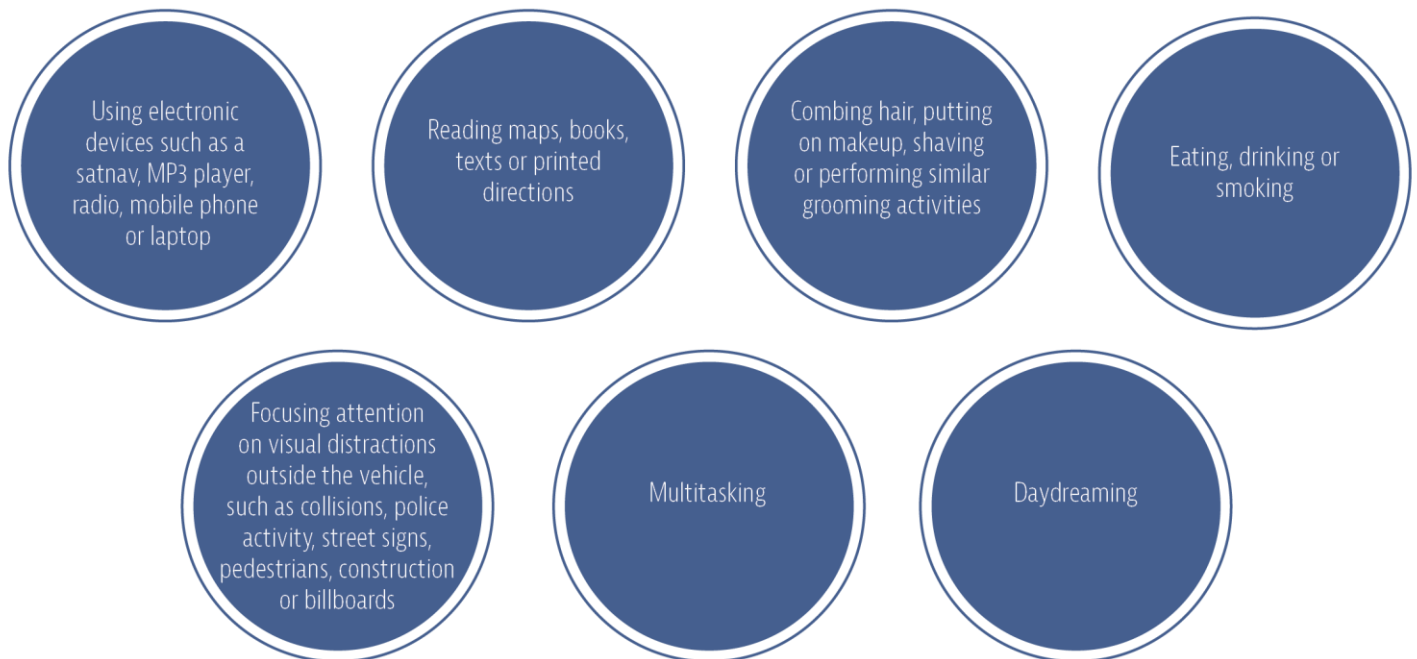 Using electronic
devices such as a
satnav, MP3 player,
radio, mobile phone
or laptop
Reading maps, books,
texts or printed
directions
Combing hair, putting
on makeup, shaving
or performing similar
grooming activities
Eating, drinking or
smoking
Focusing attention
on visual distractions
outside the vehicle,
such as collisions, police
activity, street signs,
pedestrians, construction
or billboards
Multitasking
Daydreaming